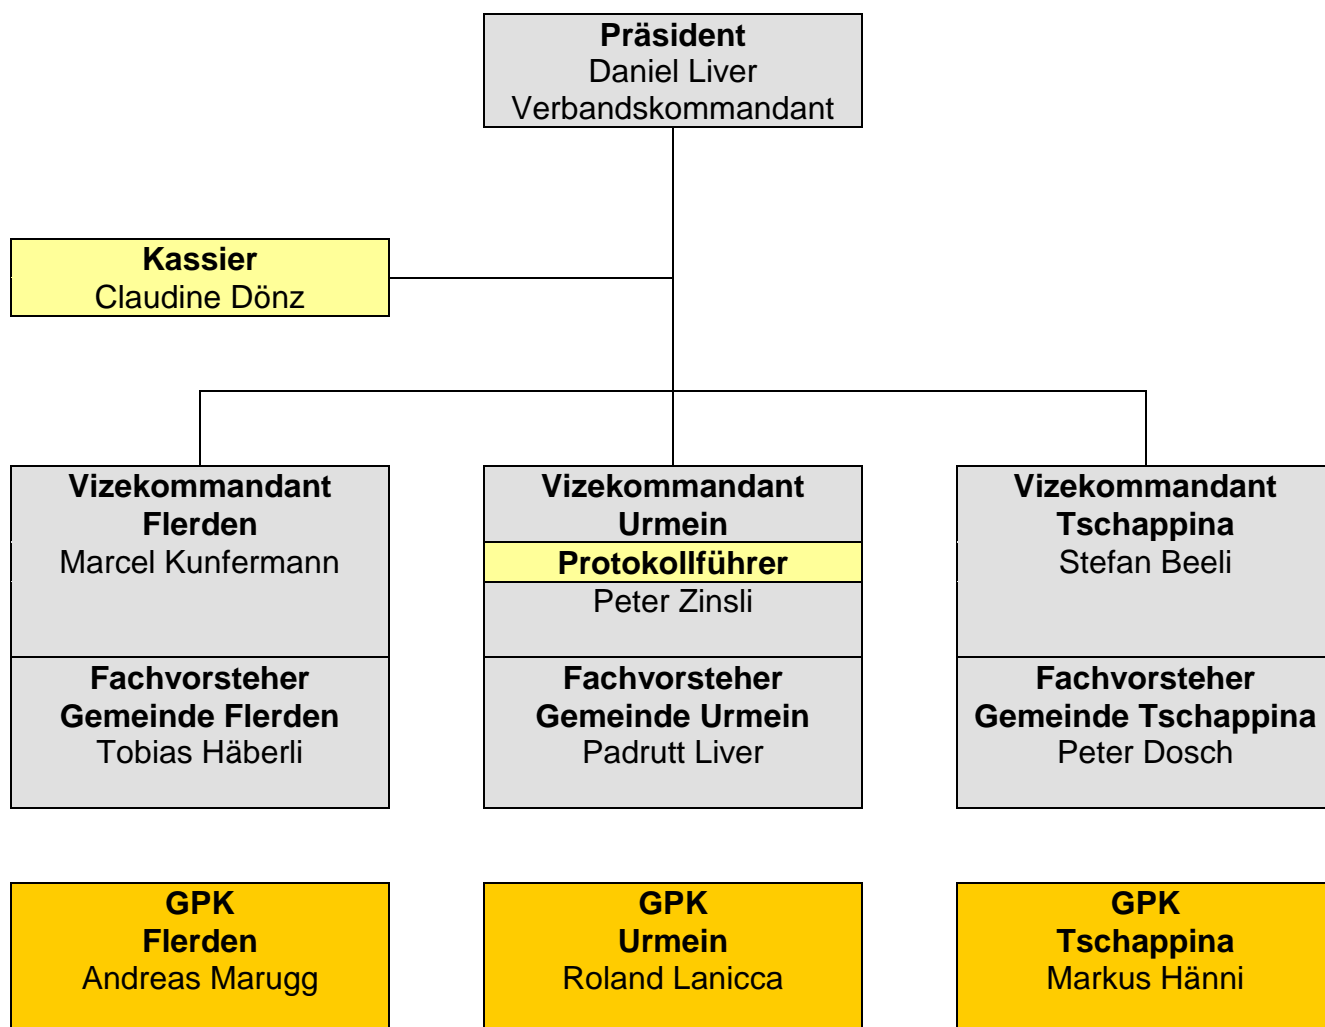 Präsident
Daniel Liver
Verbandskommandant
Kassier
Claudine Dönz
Vizekommandant
Flerden
Marcel Kunfermann
Fachvorsteher
Gemeinde Flerden
Tobias Häberli
Vizekommandant
Urmein
Protokollführer
Peter Zinsli
Fachvorsteher
Gemeinde Urmein
Padrutt Liver
Vizekommandant
Tschappina
Stefan Beeli
Fachvorsteher
Gemeinde Tschappina
Peter Dosch
GPK
Flerden
Andreas Marugg
GPK
Urmein
Roland Lanicca
GPK
Tschappina
Markus Hänni